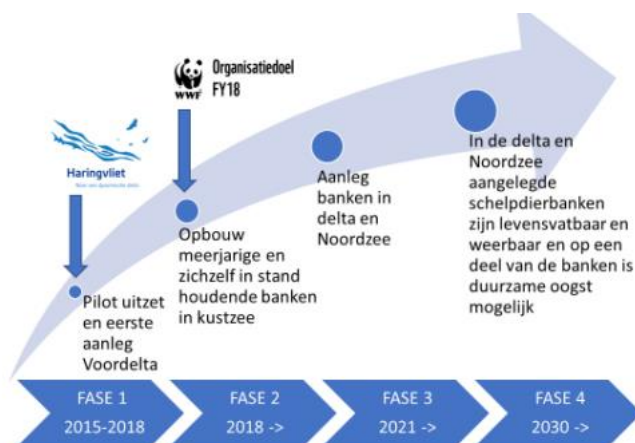 WWF
Organisatiedoel
FY18
Haringvliet
Pilot uitzet
en eerste
aanleg
Voordelta
Opbouw
meerjarige en
zichzelf in stand
houdende banken
in kustzee
Aanleg
banken in
delta en
Noordzee
In de delta en
Noordzee
aangelegde
schelpdierbanken
zijn levensvatbaar en
weerbaar en op een
deel van de banken is
duurzame oogst
mogelijk
FASE 1
2015-2018
FASE 2
2018 ->
FASE 3
2021 ->
FASE 4
2030 ->